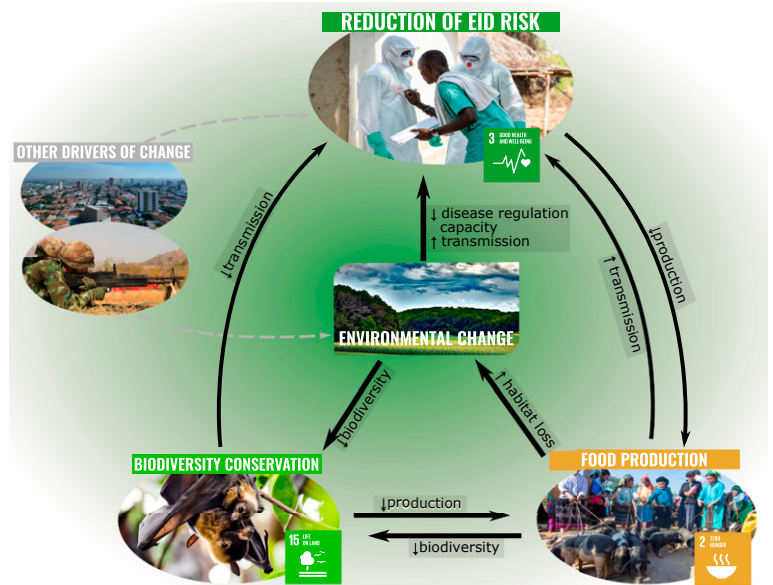 REDUCTION OF EID RISK
3 GOOD HEALTH
AND WELL-BEING
OTHER DRIVERS OF CHANGE
↓transmission
↓ disease regulation
capacity
↑ transmission
↓production
↑ transmission
ENVIRONMENTAL CHANGE
↓biodiversity
↑ habitat loss
BIODIVERSITY CONSERVATION
15 LIFE
ON LAND
FOOD PRODUCTION
2 ZERO
HUNGER
↓production
↓biodiversity